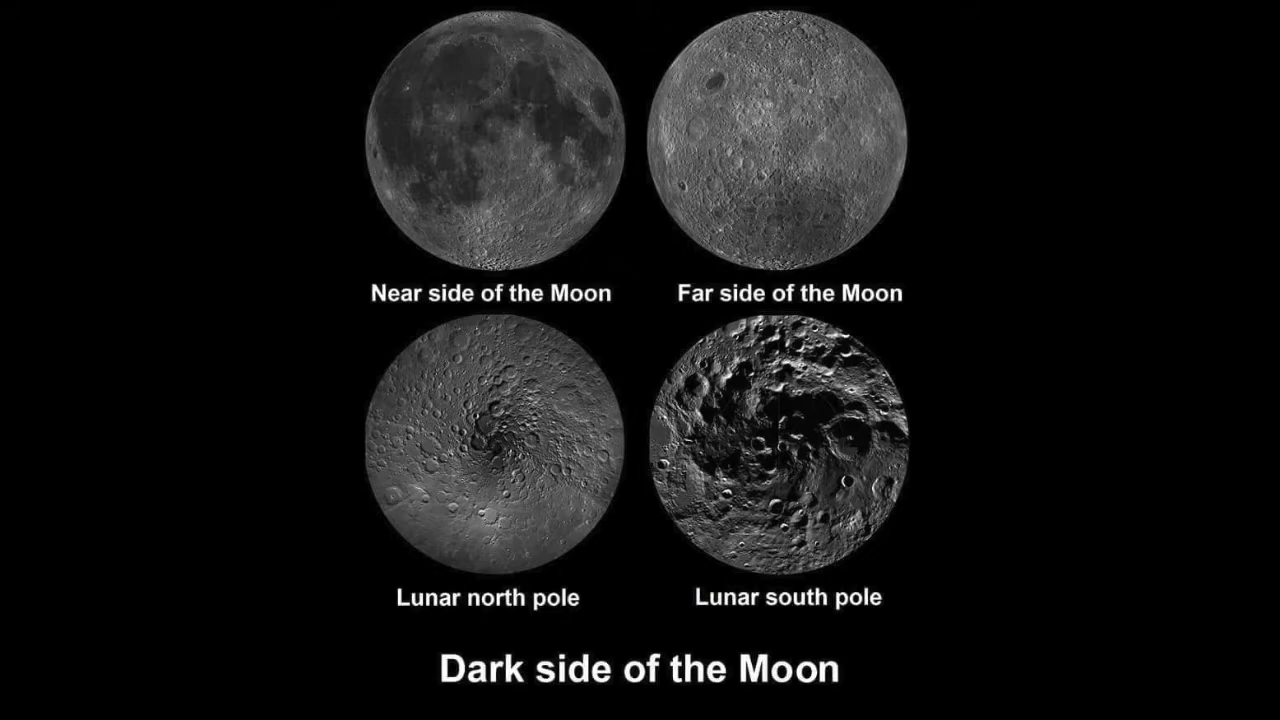 Near side of the Moon
Far side of the Moon
Lunar north pole
Lunar south pole
Dark side of the Moon